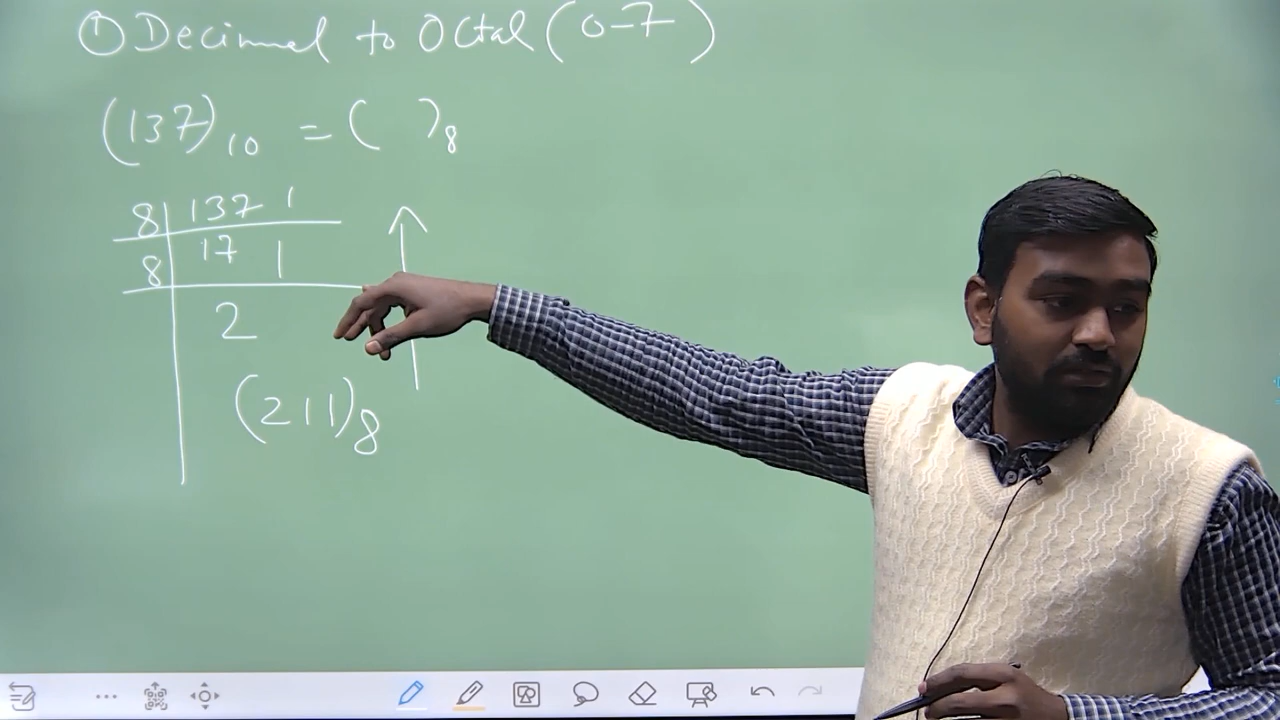 ① Decimal to Octal (0-7)
(137)10 = ( )8
8 137 1
8 17 1
2
(211)8